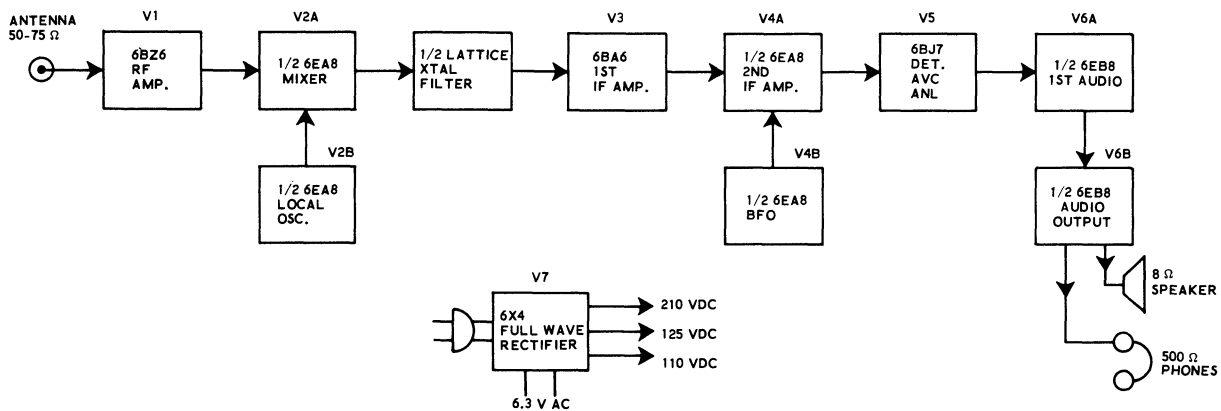 ANTENNA
50-75 Ω
V1
6BZ6
RF
AMP.
V2A
1/2 6EA8
MIXER
1/2 LATTICE
XTAL
FILTER
V3
6BA6
1ST
IF AMP.
V4A
1/2 6EA8
2ND
IF AMP.
V5
6BJ7
DET.
AVC
ANL
V6A
1/2 6EB8
1ST AUDIO
V2B
1/2 6EA8
LOCAL
OSC.
V4B
1/2 6EA8
BFO
V6B
1/2 6EB8
AUDIO
OUTPUT
8 Ω
SPEAKER
500 Ω
PHONES
V7
6X4
FULL WAVE
RECTIFIER
210 VDC
125 VDC
110 VDC
6.3 V AC